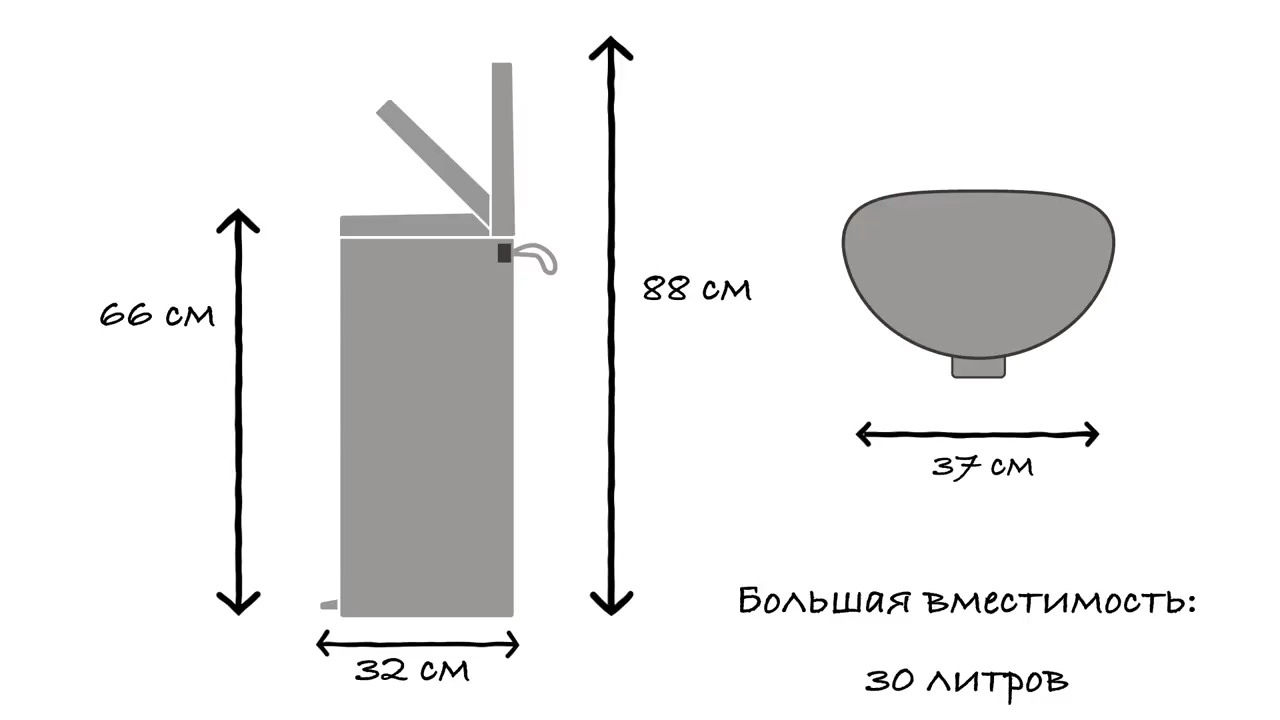 66 см
88 см
32 см
37 см
Большая вместимость:
30 литров